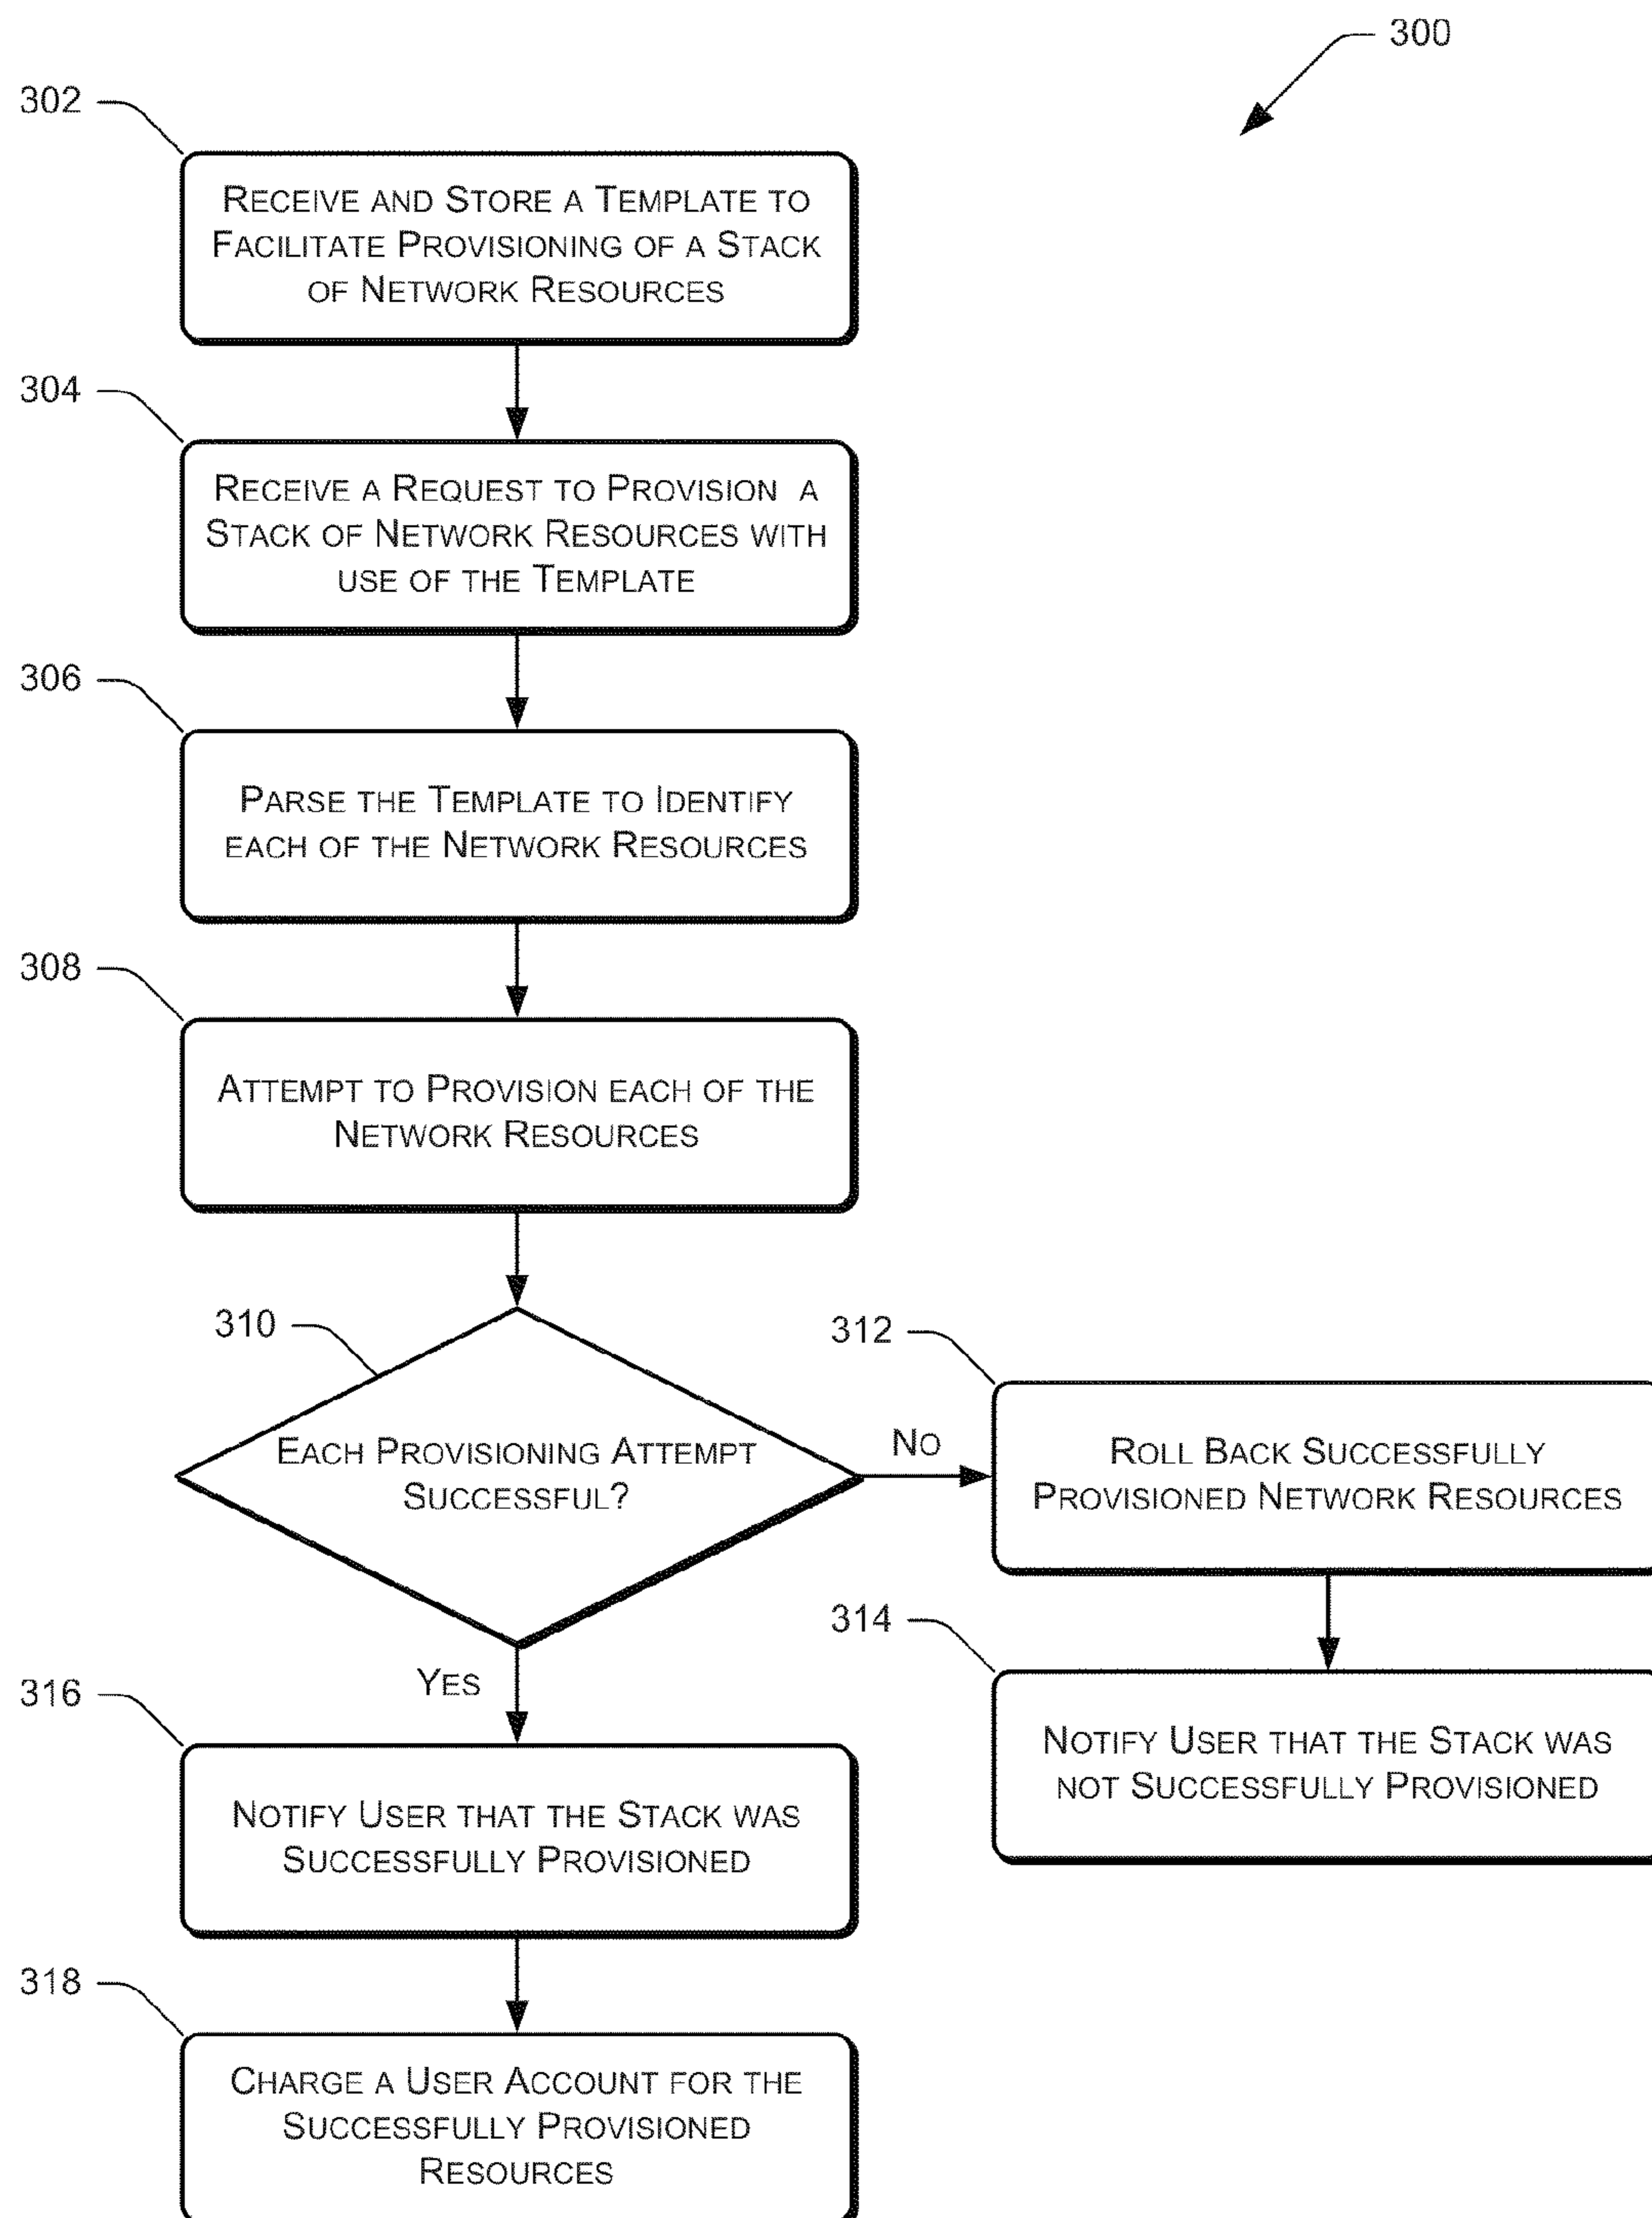 300
302
RECEIVE AND STORE A TEMPLATE TO
FACILITATE PROVISIONING OF A STACK
OF NETWORK RESOURCES
304
RECEIVE A REQUEST TO PROVISION A
STACK OF NETWORK RESOURCES WITH
USE OF THE TEMPLATE
306
PARSE THE TEMPLATE TO IDENTIFY
EACH OF THE NETWORK RESOURCES
308
ATTEMPT TO PROVISION EACH OF THE
NETWORK RESOURCES
310
EACH PROVISIONING ATTEMPT
SUCCESSFUL?
NO
312
ROLL BACK SUCCESSFULLY
PROVISIONED NETWORK RESOURCES
314
NOTIFY USER THAT THE STACK WAS
NOT SUCCESSFULLY PROVISIONED
YES
316
NOTIFY USER THAT THE STACK WAS
SUCCESSFULLY PROVISIONED
318
CHARGE A USER ACCOUNT FOR THE
SUCCESSFULLY PROVISIONED
RESOURCES